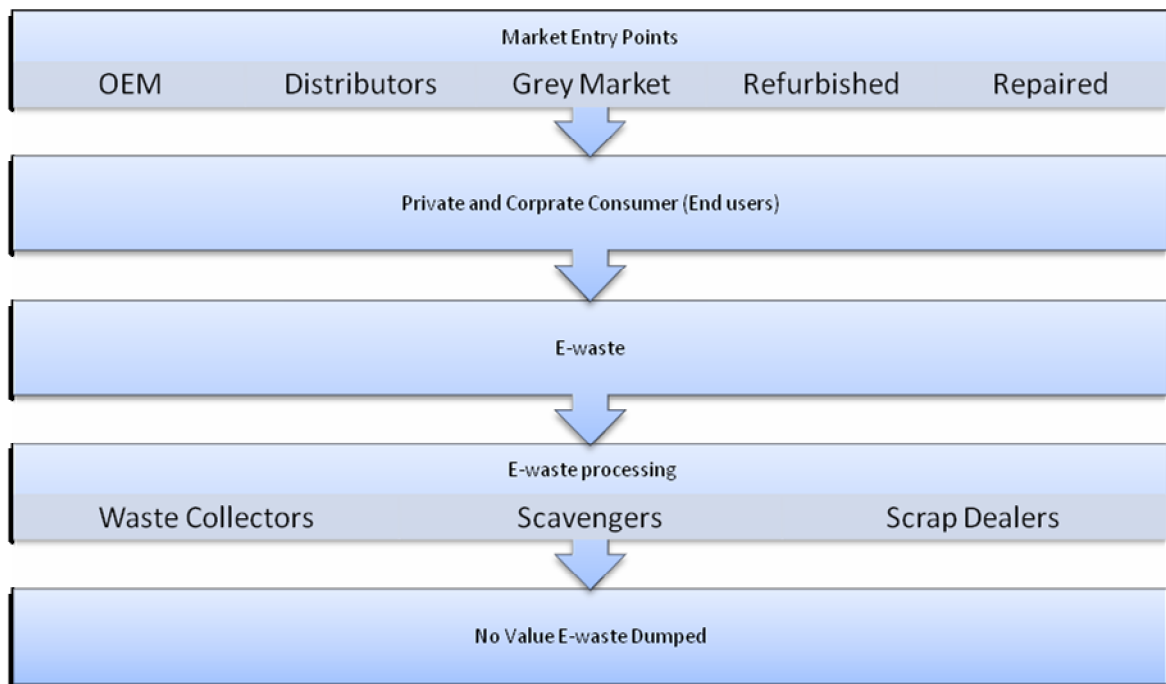 Market Entry Points
OEM Distributors Grey Market Refurbished Repaired
Private and Corprate Consumer (End users)
E-waste
E-waste processing
Waste Collectors Scavengers Scrap Dealers
No Value E-waste Dumped